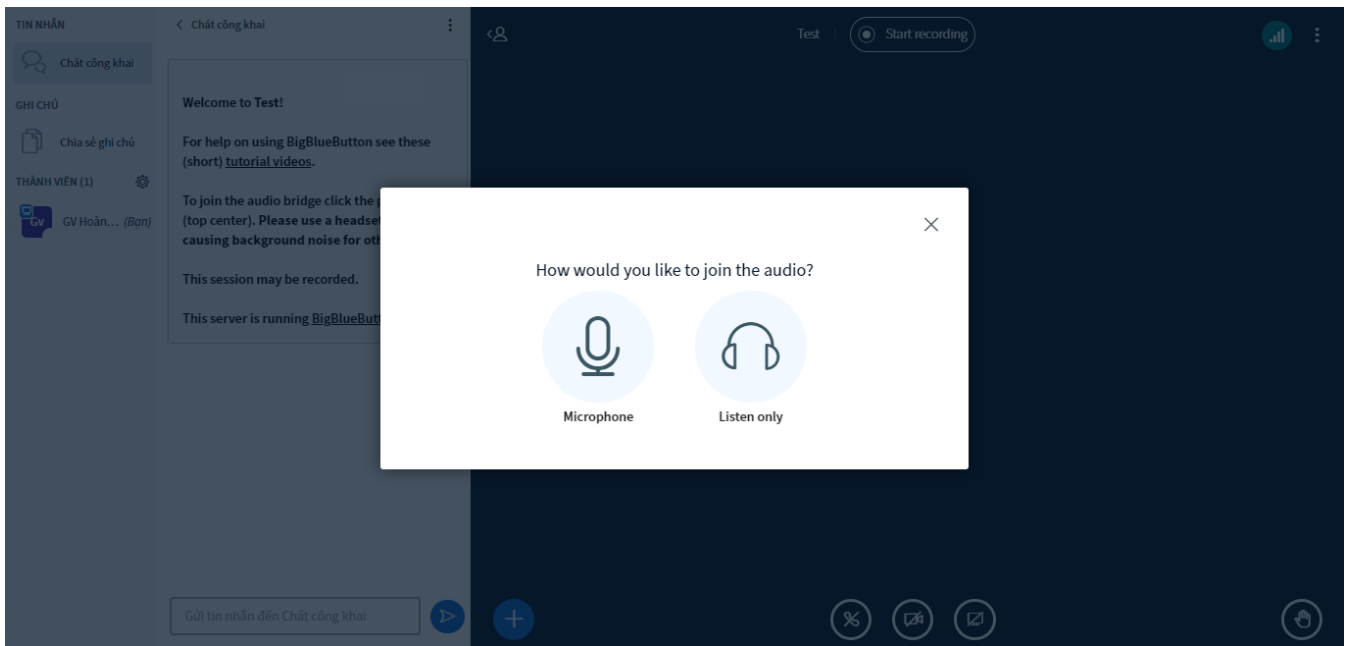 TIN NHẮN
Chát công khai
GHI CHÚ
Chia sẻ ghi chú
THÀNH VIÊN (1)
Gv
GV Hoàn... (Bạn)
Chát công khai
Welcome to Test!
For help on using BigBlueButton see these
(short) tutorial videos.
To join the audio bridge click the
(top center). Please use a headset
causing background noise for
This session may be recorded.
This server is running
Gửi tin nhắn đến Chát công khai
Test
Start recording
How would you like to join the audio?
Microphone
Listen only